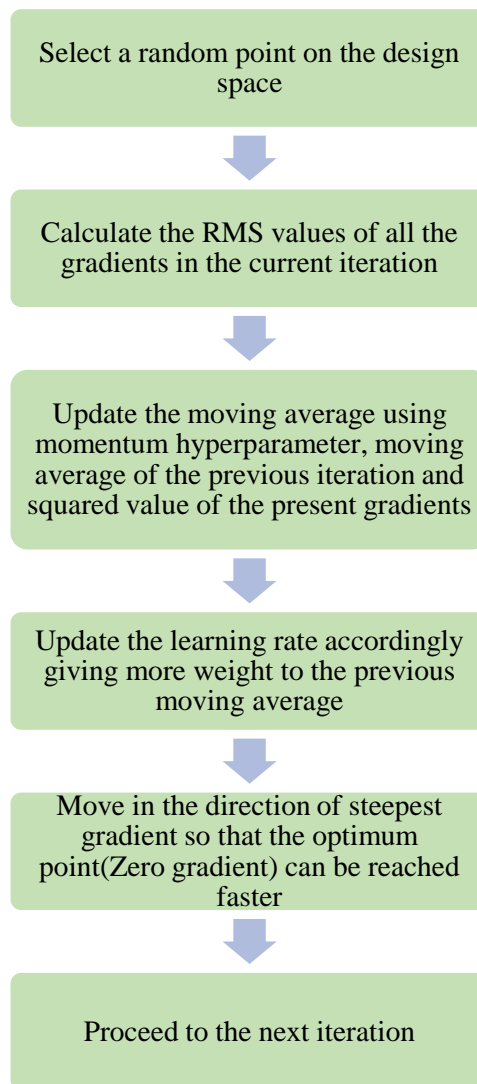 Select a random point on the design
space
Calculate the RMS values of all the
gradients in the current iteration
Update the moving average using
momentum hyperparameter, moving
average of the previous iteration and
squared value of the present gradients
Update the learning rate accordingly
giving more weight to the previous
moving average
Move in the direction of steepest
gradient so that the optimum
point(Zero gradient) can be reached
faster
Proceed to the next iteration